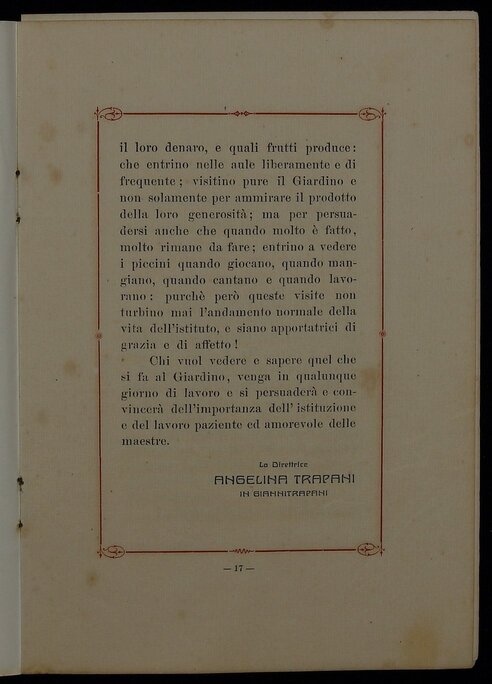 il loro denaro, e quali frutti produce:
che entrino nelle aule liberamente e di
frequente; visitino pure il Giardino e
non solamente per ammirare il prodotto
della loro generosità; ma per persua-
dersi anche che quando molto è fatto,
molto rimane da fare; entrino a vedere
i piccini quando giocano, quando man-
giano, quando cantano e quando lavo-
rano: purchè però queste visite non
turbino mai l'andamento normale della
vita dell'istituto, e siano apportatrici di
grazia e di affetto!
Chi vuol vedere e sapere quel che
si fa al Giardino, venga in qualunque
giorno di lavoro e si persuaderà e con-
vincerà dell'importanza dell' istituzione
e del lavoro paziente ed amorevole delle
maestre.
La Direttrice
ANGELINA TRAPANI
IN GIANNITRAPANI
— 17 —